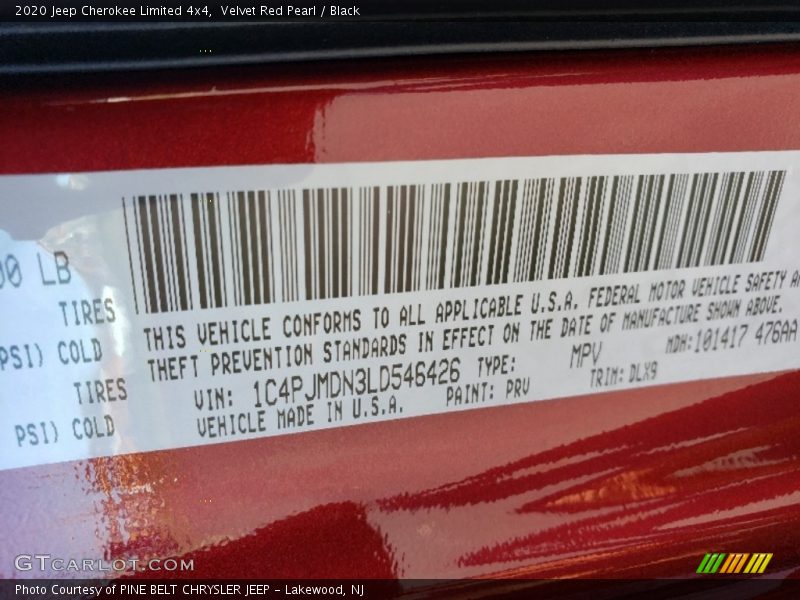 2020 Jeep Cherokee Limited 4x4, Velvet Red Pearl / Black
00 LB
TIRES
PSI) COLD
TIRES
PSI) COLD
THIS VEHICLE CONFORMS TO ALL APPLICABLE U.S.A. FEDERAL MOTOR VEHICLE SAFETY
THEFT PREVENTION STANDARDS IN EFFECT ON THE DATE OF MANUFACTURE SHOWN ABOVE.
VIN: 1C4PJMDN3LD546426 TYPE: MPV MDH:101417 476AA
VEHICLE MADE IN U.S.A. PAINT: PRV TRIM: DLX9
GTCARLOT.COM
Photo Courtesy of PINE BELT CHRYSLER JEEP - Lakewood, NJ